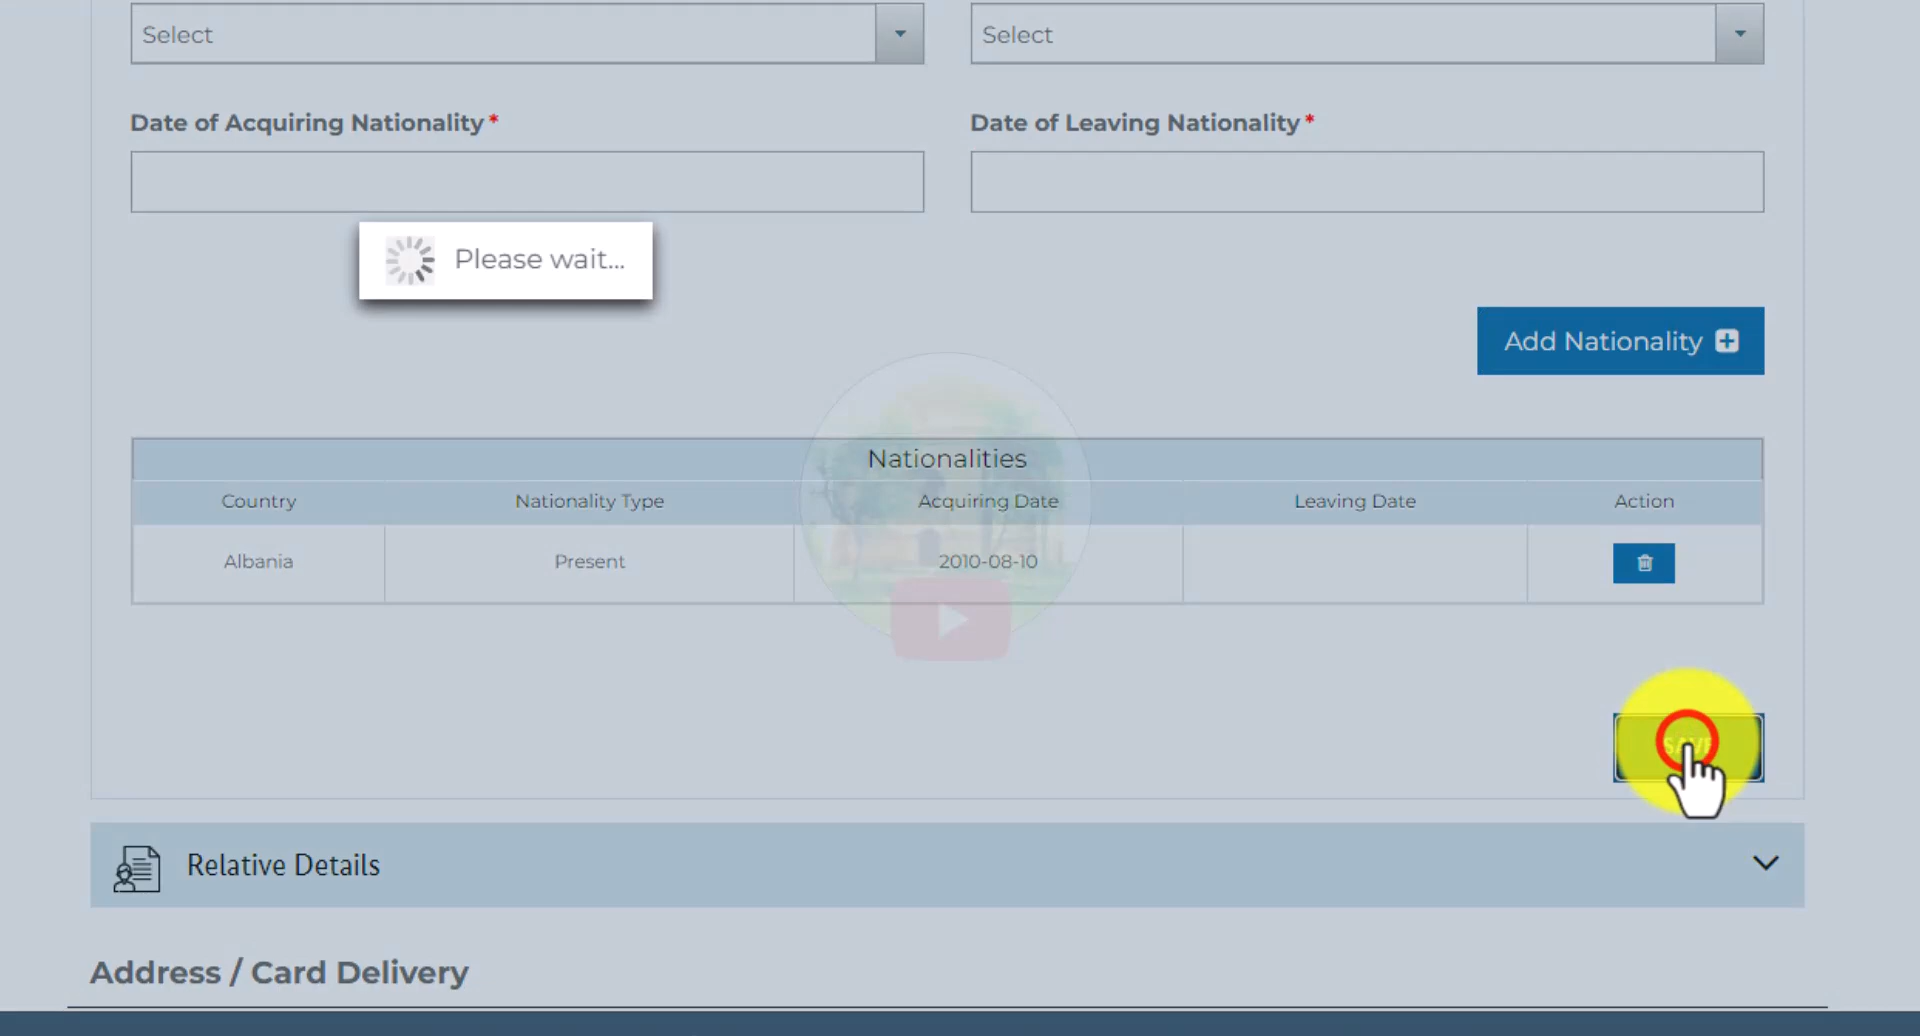 Select
Select
Date of Acquiring Nationality *
Date of Leaving Nationality *
Please wait...
Add Nationality
Nationalities
Country Nationality Type Acquiring Date Leaving Date Action
Albania Present 2010-08-10
SAVE
Relative Details
Address / Card Delivery